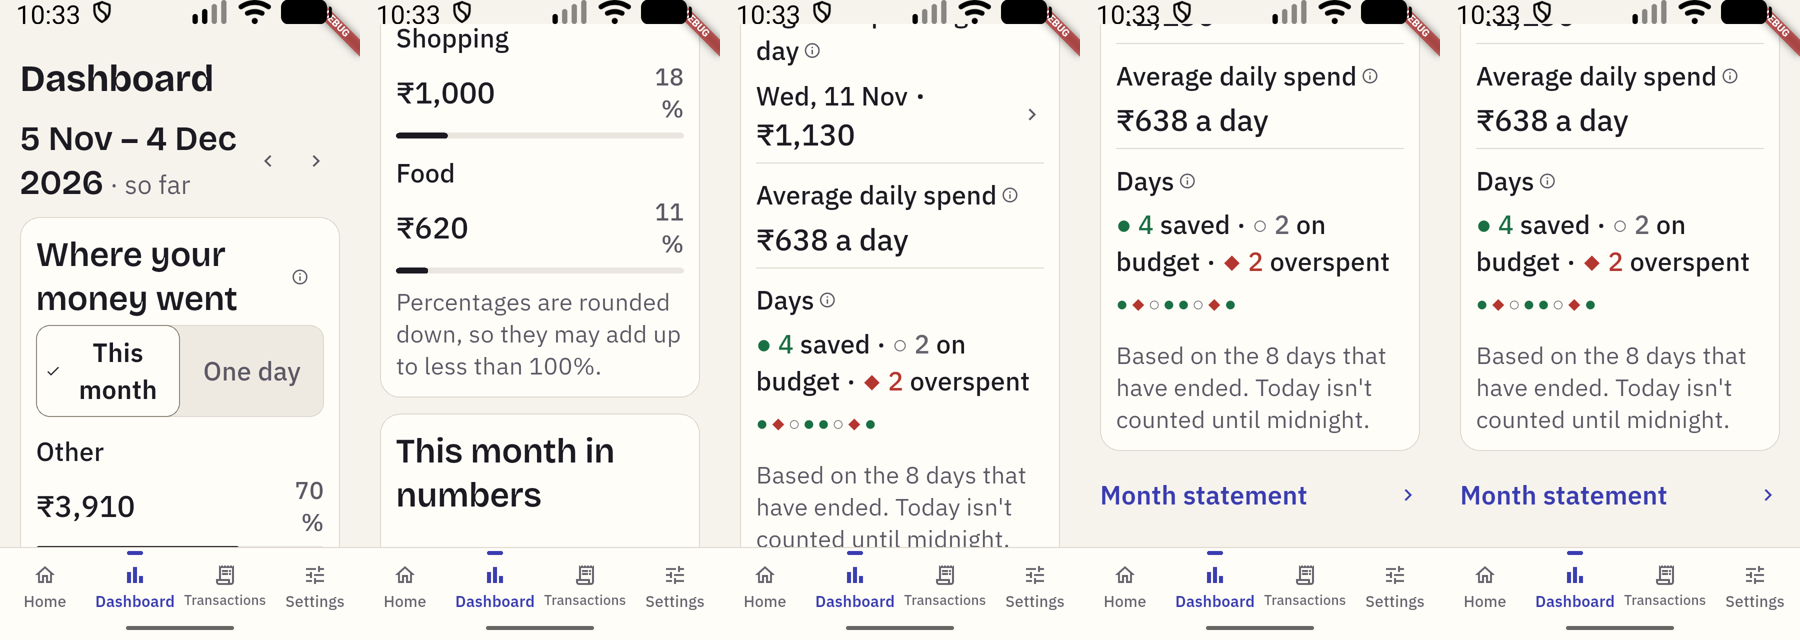 10:33
Dashboard
5 Nov – 4 Dec
2026 · so far
Where your
money went
This
month
One day
Other
₹3,910
70
%
Home
Dashboard
Transactions
Settings
10:33
Shopping
₹1,000
18
%
Food
₹620
11
%
Percentages are rounded
down, so they may add up
to less than 100%.
This month in
numbers
Home
Dashboard
Transactions
Settings
10:33
day
Wed, 11 Nov ·
₹1,130
Average daily spend
₹638 a day
Days
4 saved · 2 on
budget · 2 overspent
Based on the 8 days that
have ended. Today isn't
counted until midnight.
Home
Dashboard
Transactions
Settings
10:33
Average daily spend
₹638 a day
Days
4 saved · 2 on
budget · 2 overspent
Based on the 8 days that
have ended. Today isn't
counted until midnight.
Month statement
Home
Dashboard
Transactions
Settings
10:33
Average daily spend
₹638 a day
Days
4 saved · 2 on
budget · 2 overspent
Based on the 8 days that
have ended. Today isn't
counted until midnight.
Month statement
Home
Dashboard
Transactions
Settings